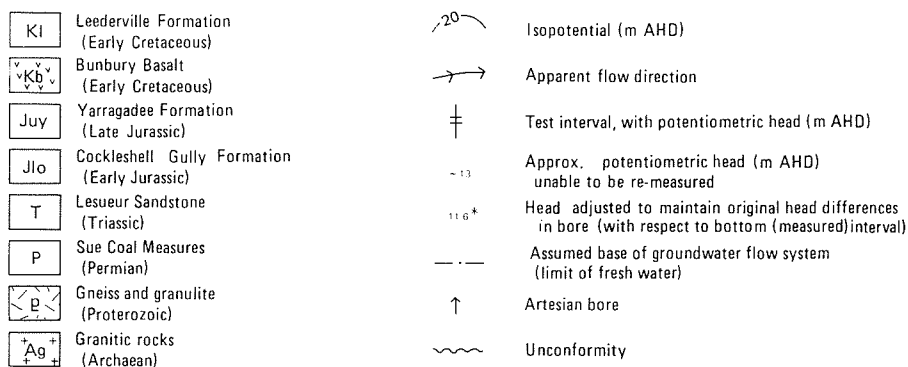 Kl
Leederville Formation
(Early Cretaceous)
Kb
Bunbury Basalt
(Early Cretaceous)
Juy
Yarragadee Formation
(Late Jurassic)
Jlo
Cockleshell Gully Formation
(Early Jurassic)
T
Lesueur Sandstone
(Triassic)
P
Sue Coal Measures
(Permian)
P
Gneiss and granulite
(Proterozoic)
Ag
Granitic rocks
(Archaean)
-20
Isopotential (m AHD)
Apparent flow direction
Test interval, with potentiometric head (m AHD)
~13
Approx. potentiometric head (m AHD)
unable to be re-measured
11 6*
Head adjusted to maintain original head differences
in bore (with respect to bottom (measured) interval)
Assumed base of groundwater flow system
(limit of fresh water)
Artesian bore
Unconformity